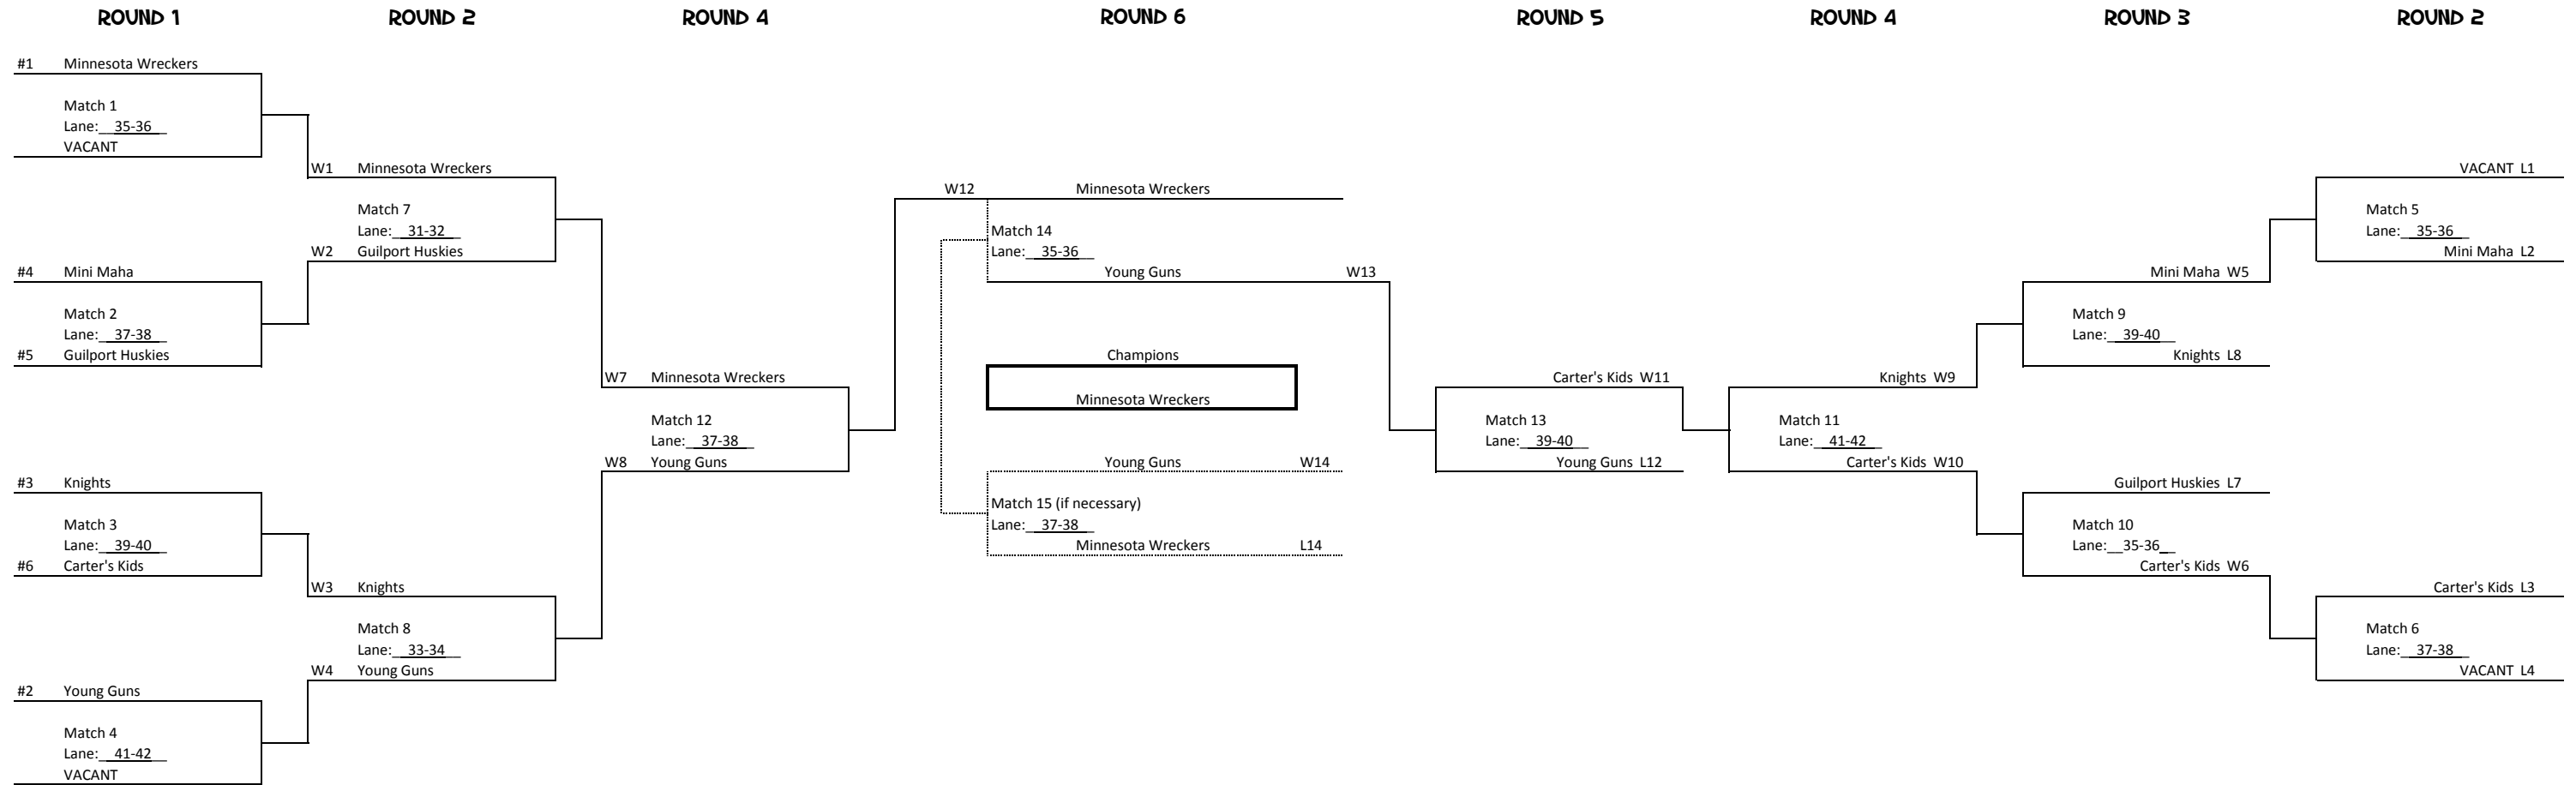 ROUND 1 ROUND 2 ROUND 4 ROUND 6 ROUND 5 ROUND 4 ROUND 3 ROUND 2
#1 Minnesota Wreckers
Match 1
Lane: 35-36
VACANT
#4 Mini Maha
Match 2
Lane: 37-38
#5 Guilport Huskies
#3 Knights
Match 3
Lane: 39-40
#6 Carter's Kids
#2 Young Guns
Match 4
Lane: 41-42
VACANT
W1 Minnesota Wreckers
Match 7
Lane: 31-32
W2 Guilport Huskies
W3 Knights
Match 8
Lane: 33-34
W4 Young Guns
W7 Minnesota Wreckers
Match 12
Lane: 37-38
W8 Young Guns
W12 Minnesota Wreckers
Match 14
Lane: 35-36
Young Guns W13
Champions
Minnesota Wreckers
Young Guns W14
Match 15 (if necessary)
Lane: 37-38
Minnesota Wreckers L14
Carter's Kids W11
Match 13
Lane: 39-40
Young Guns L12
Knights W9
Match 11
Lane: 41-42
Carter's Kids W10
Mini Maha W5
Match 9
Lane: 39-40
Knights L8
Guilport Huskies L7
Match 10
Lane: 35-36
Carter's Kids W6
VACANT L1
Match 5
Lane: 35-36
Mini Maha L2
Carter's Kids L3
Match 6
Lane: 37-38
VACANT L4